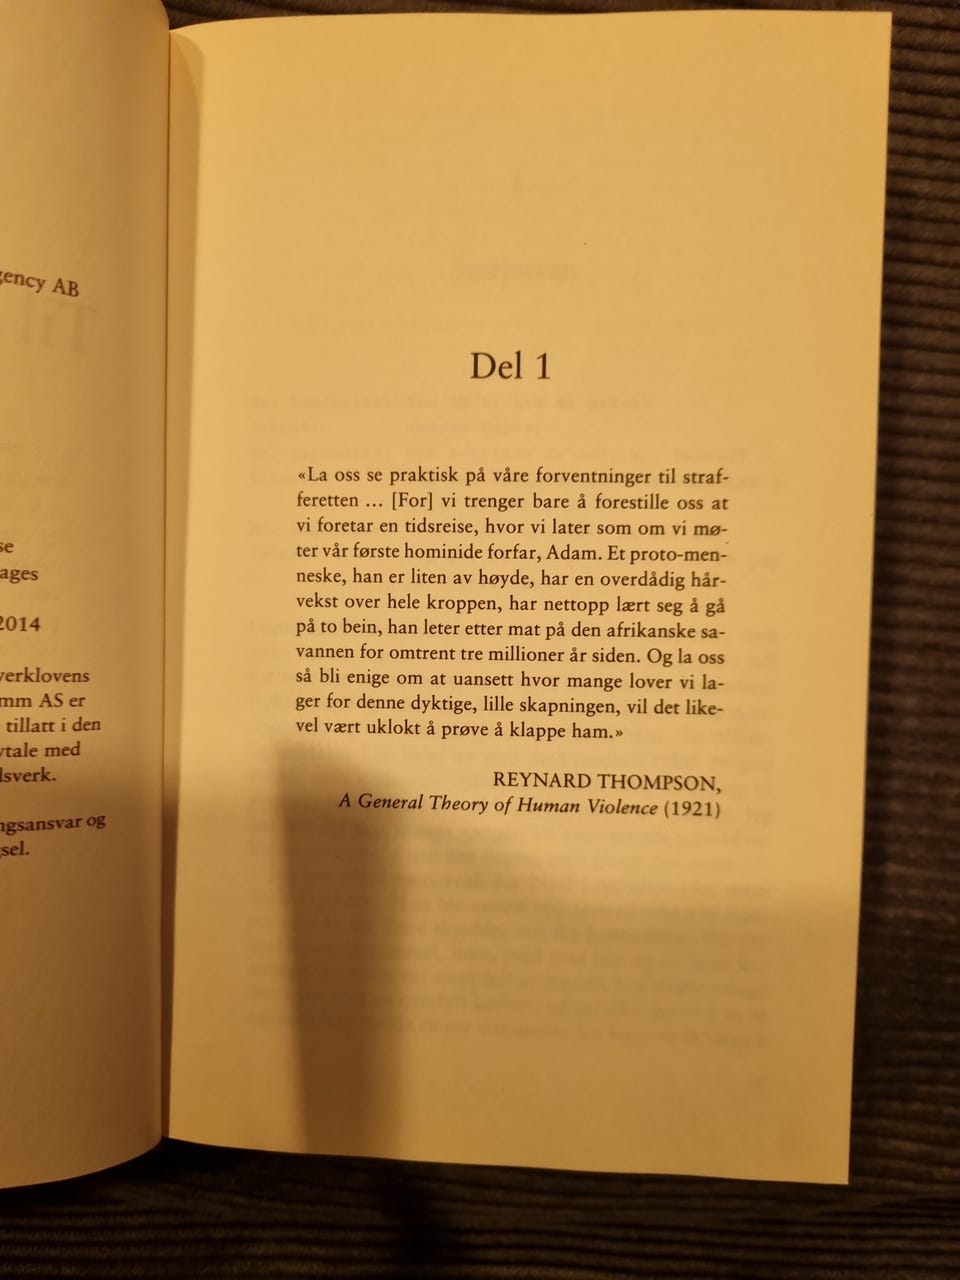 gency AB
se
ages
2014
verklovens
mm AS er
tillatt i den
vtale med
dsverk.
ngsansvar og
gsel.
Del 1
«La oss se praktisk på våre forventninger til straf-
feretten ... [For] vi trenger bare å forestille oss at
vi foretar en tidsreise, hvor vi later som om vi mø-
ter vår første hominide forfar, Adam. Et proto-men-
neske, han er liten av høyde, har en overdådig hår-
vekst over hele kroppen, har nettopp lært seg å gå
på to bein, han leter etter mat på den afrikanske sa-
vannen for omtrent tre millioner år siden. Og la oss
så bli enige om at uansett hvor mange lover vi la-
ger for denne dyktige, lille skapningen, vil det like-
vel vært uklokt å prøve å klappe ham.»
REYNARD THOMPSON,
A General Theory of Human Violence (1921)